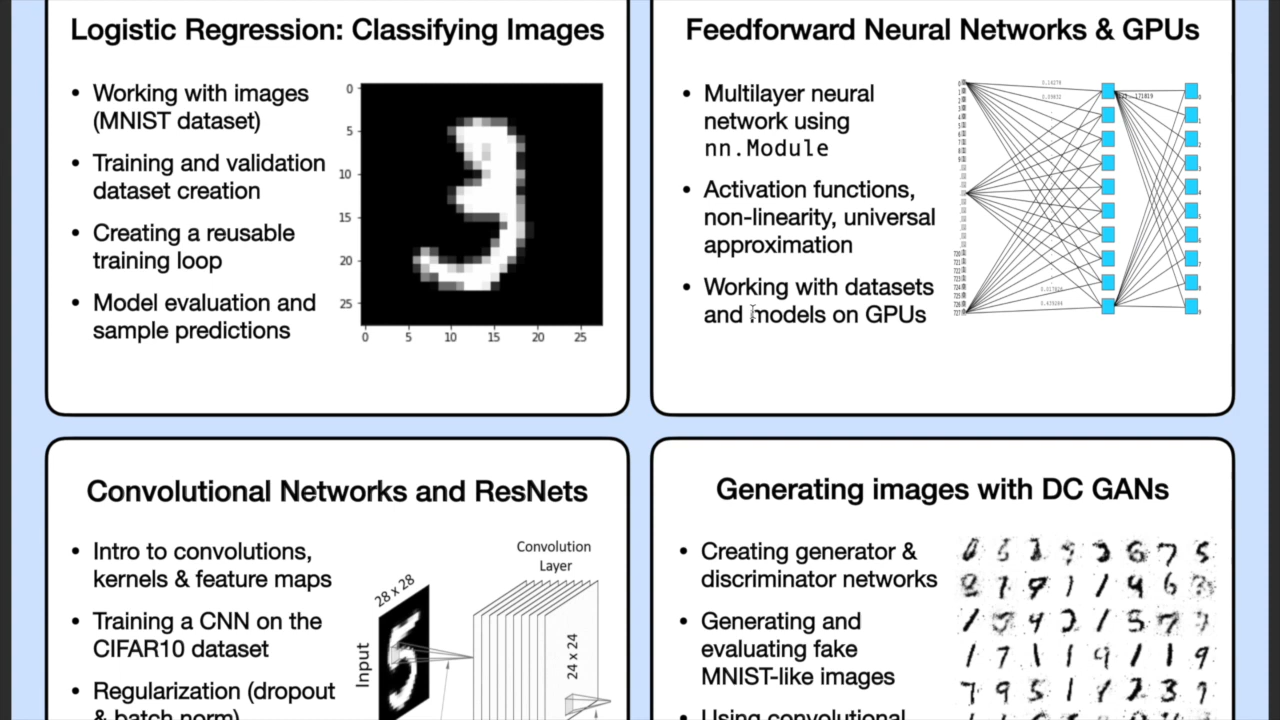 Logistic Regression: Classifying Images
• Working with images
(MNIST dataset)
• Training and validation
dataset creation
• Creating a reusable
training loop
• Model evaluation and
sample predictions
0
5
10
15
20
25
0 5 10 15 20 25
Feedforward Neural Networks & GPUs
• Multilayer neural
network using
nn.Module
• Activation functions,
non-linearity, universal
approximation
• Working with datasets
and models on GPUs
Convolutional Networks and ResNets
• Intro to convolutions,
kernels & feature maps
• Training a CNN on the
CIFAR10 dataset
• Regularization (dropout
& batch norm)
Convolution
Layer
28 x 28
Input
24 x 24
Generating images with DC GANs
• Creating generator &
discriminator networks
• Generating and
evaluating fake
MNIST-like images
• Using convolutional